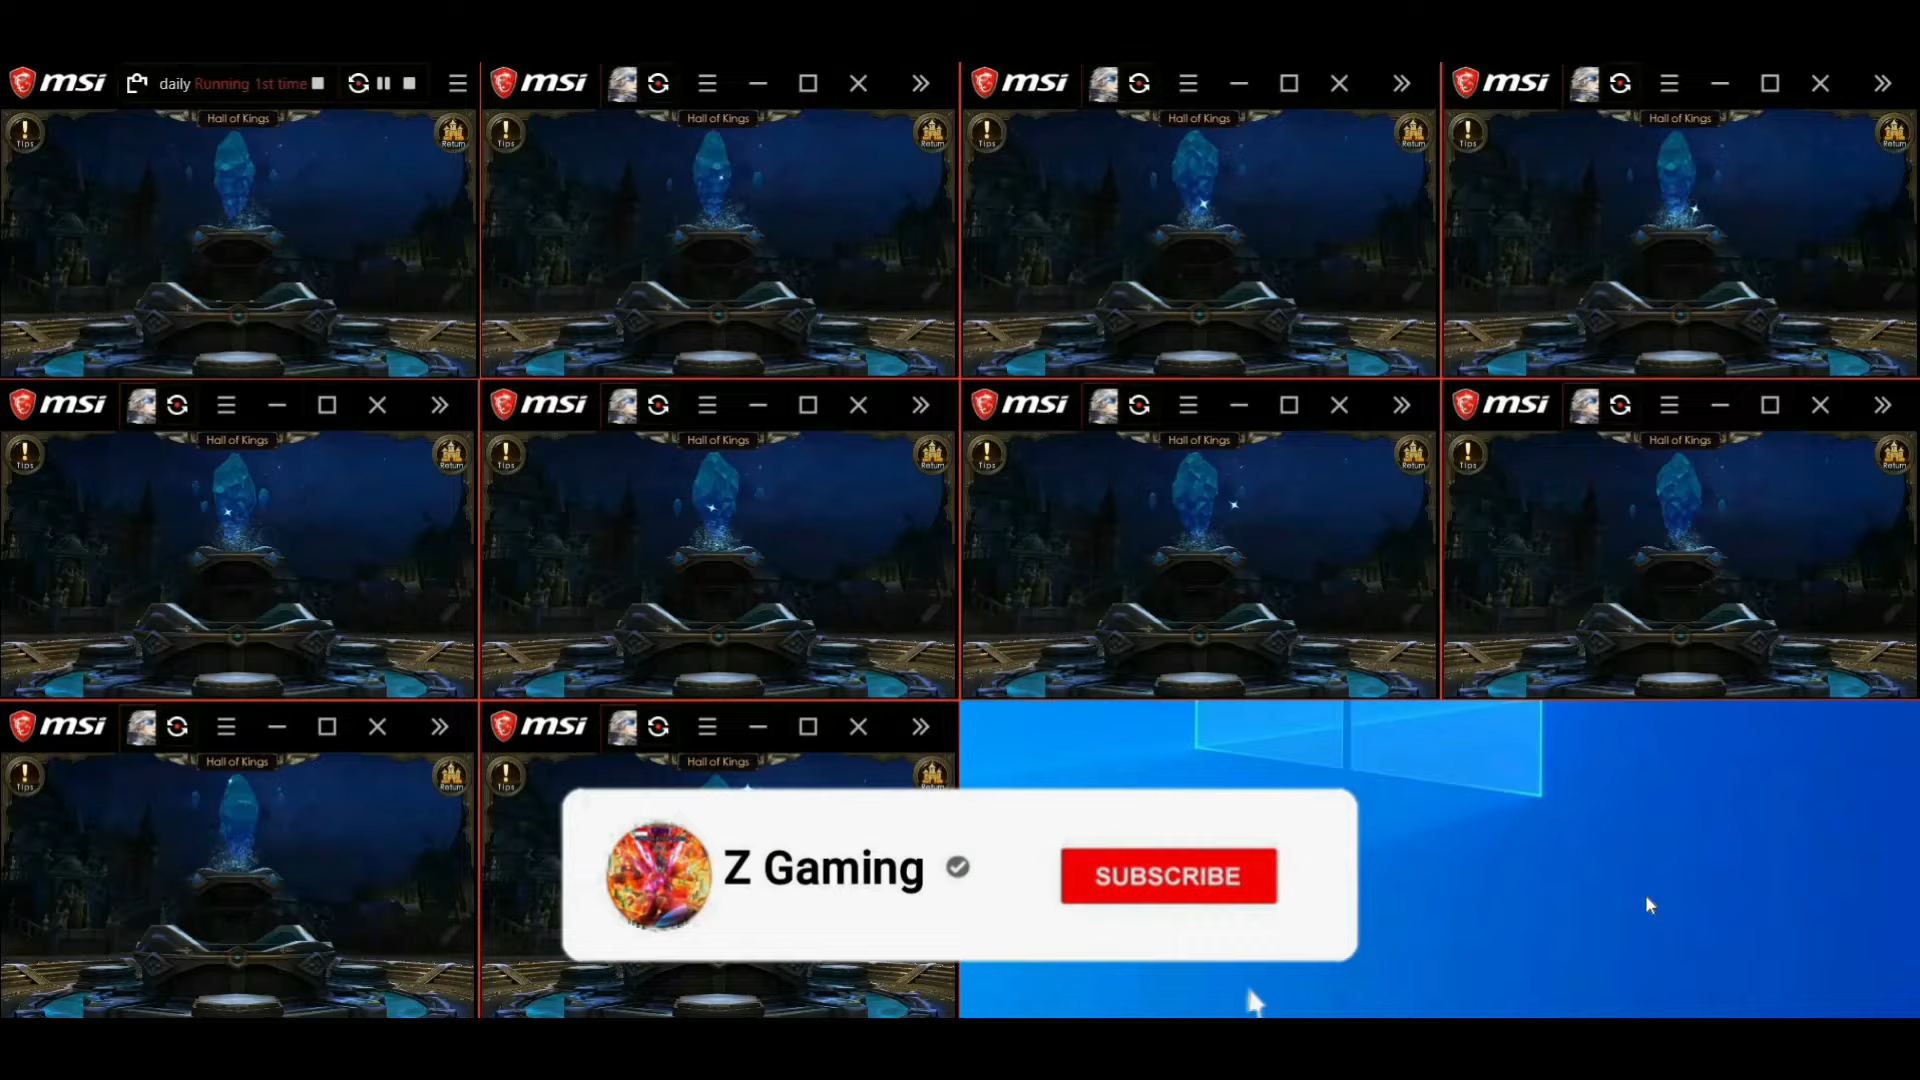 msi daily Running 1st time msi msi msi
Hall of Kings Hall of Kings Hall of Kings Hall of Kings
Tips Return Tips Return Tips Return Tips Return
msi msi msi msi
Hall of Kings Hall of Kings Hall of Kings Hall of Kings
Tips Return Tips Return Tips Return Tips Return
msi msi
Hall of Kings Hall of Kings
Tips Return Tips
Z Gaming SUBSCRIBE